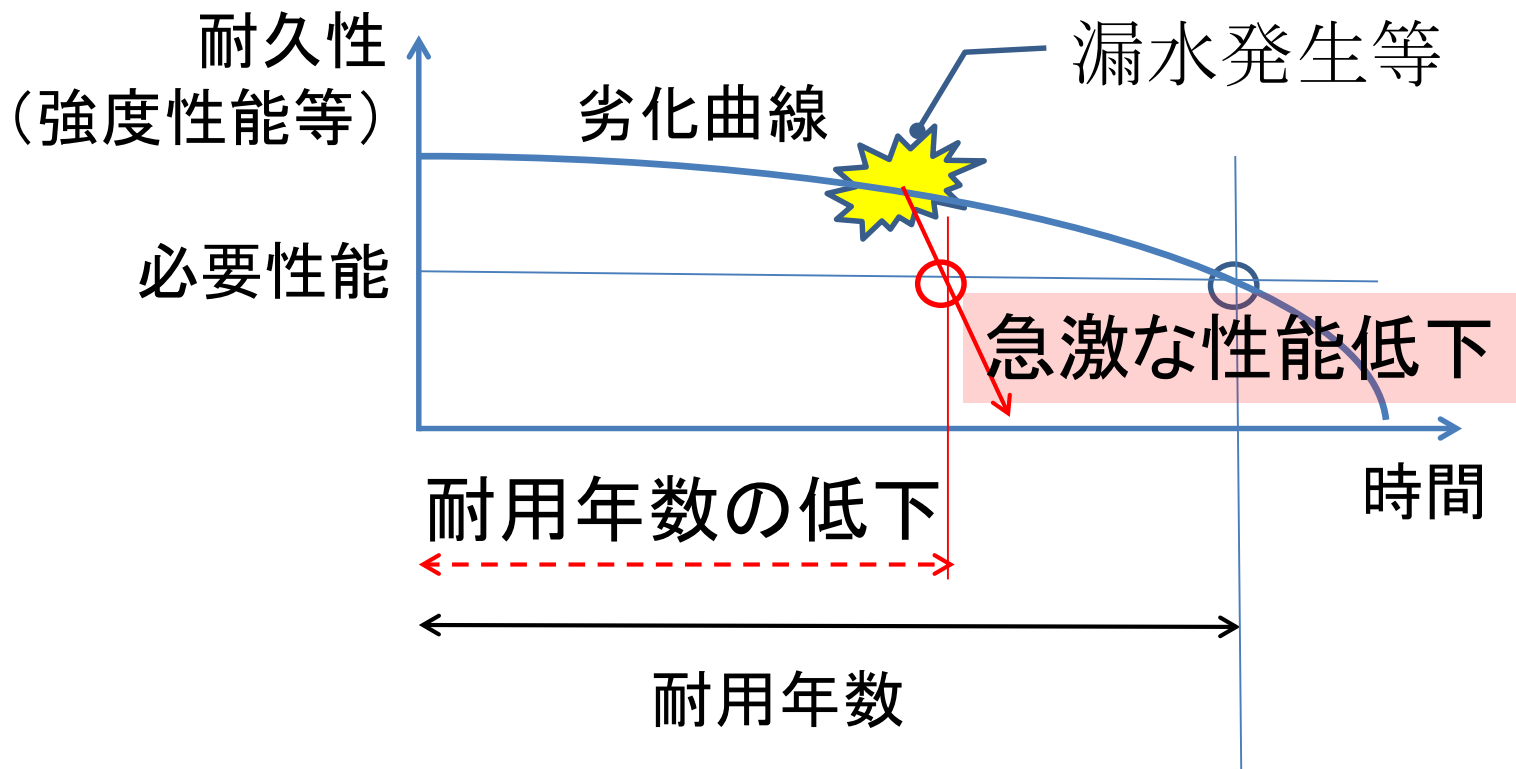 耐久性
（強度性能等）
漏水発生等
劣化曲線
必要性能
急激な性能低下
時間
耐用年数の低下
耐用年数